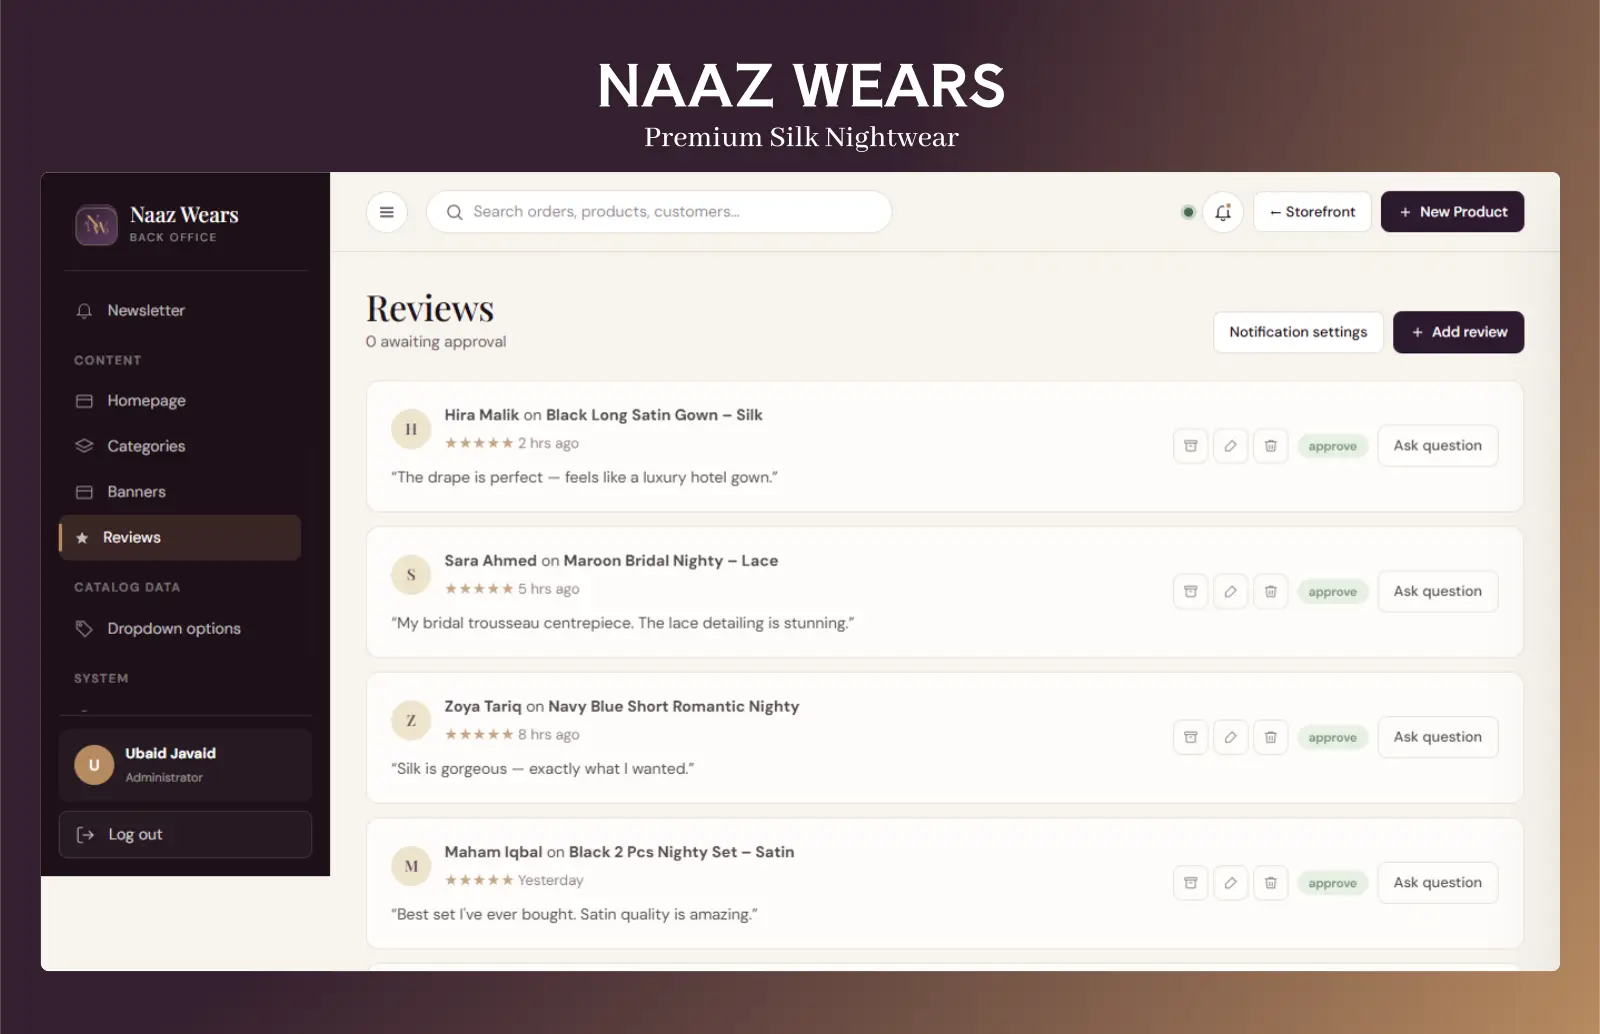 NAAZ WEARS
Premium Silk Nightwear
Naaz Wears
BACK OFFICE
Newsletter
CONTENT
Homepage
Categories
Banners
Reviews
CATALOG DATA
Dropdown options
SYSTEM
U
Ubaid Javaid
Administrator
Log out
Search orders, products, customers...
← Storefront
+ New Product
Reviews
0 awaiting approval
Notification settings
+ Add review
H
Hira Malik on Black Long Satin Gown – Silk
★★★★★ 2 hrs ago
“The drape is perfect — feels like a luxury hotel gown.”
approve
Ask question
S
Sara Ahmed on Maroon Bridal Nighty – Lace
★★★★★ 5 hrs ago
“My bridal trousseau centrepiece. The lace detailing is stunning.”
approve
Ask question
Z
Zoya Tariq on Navy Blue Short Romantic Nighty
★★★★★ 8 hrs ago
“Silk is gorgeous — exactly what I wanted.”
approve
Ask question
M
Maham Iqbal on Black 2 Pcs Nighty Set – Satin
★★★★★ Yesterday
“Best set I've ever bought. Satin quality is amazing.”
approve
Ask question